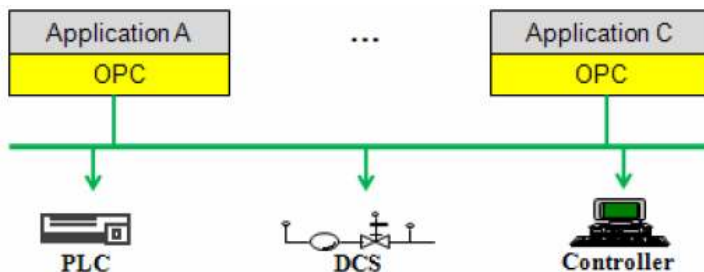 Application A
...
Application C
OPC
OPC
PLC
DCS
Controller